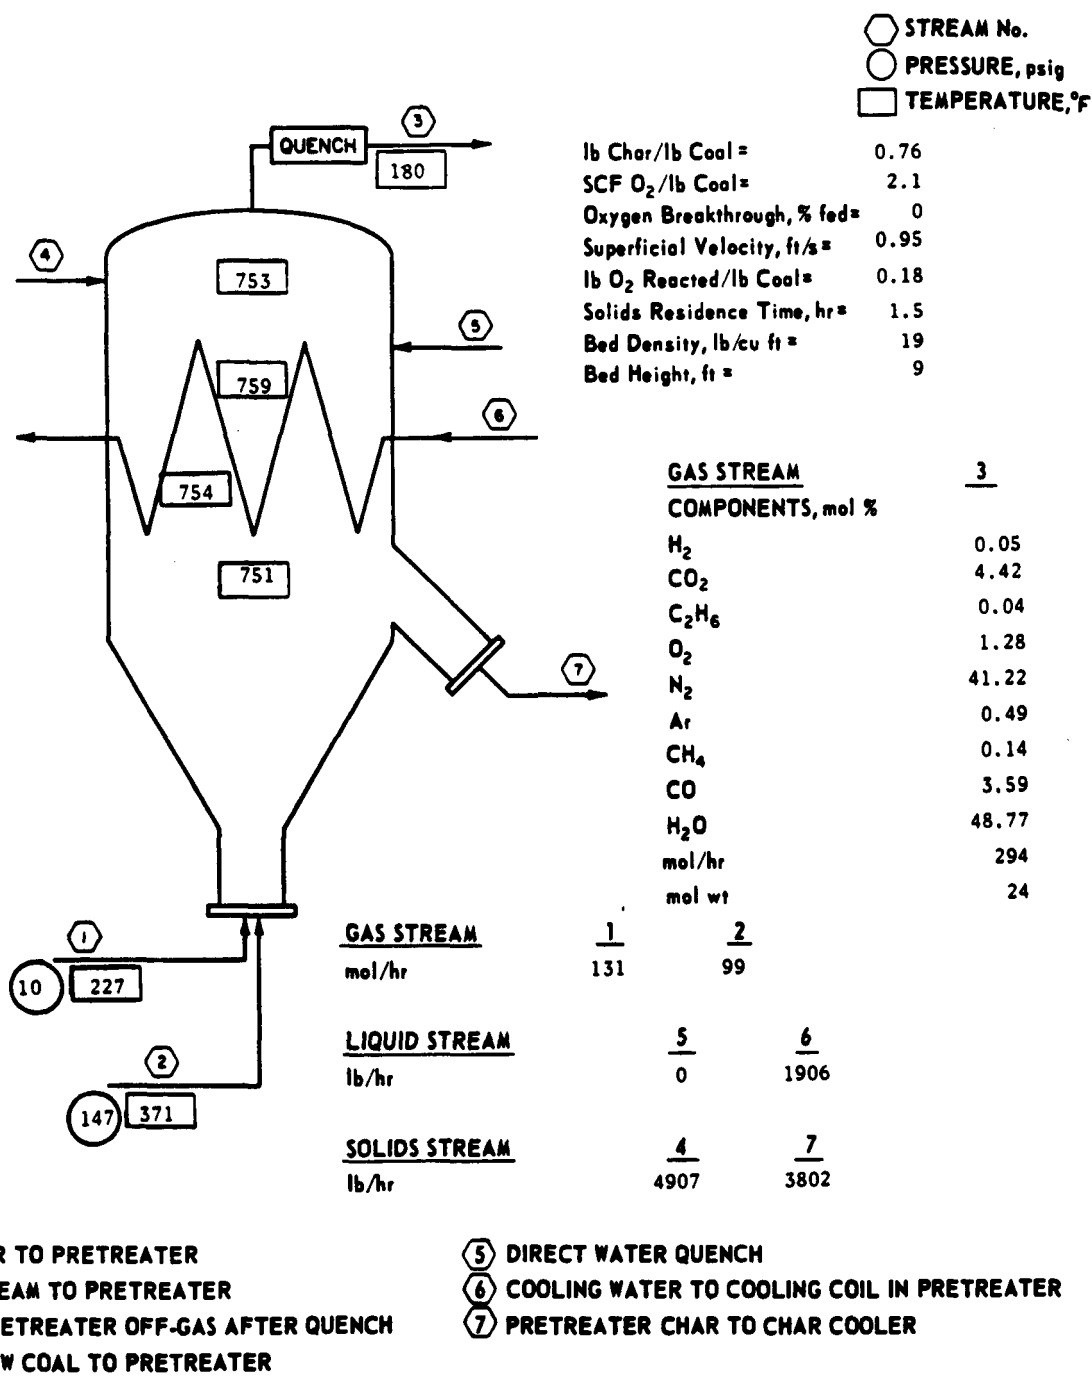 STREAM No.
PRESSURE, psig
TEMPERATURE, °F
3
QUENCH
180
lb Char/lb Coal = 0.76
SCF O₂/lb Coal = 2.1
Oxygen Breakthrough, % fed = 0
Superficial Velocity, ft/s = 0.95
lb O₂ Reacted/lb Coal = 0.18
Solids Residence Time, hr = 1.5
Bed Density, lb/cu ft = 19
Bed Height, ft = 9
4
753
5
759
6
754
751
7
GAS STREAM 3
COMPONENTS, mol %
H₂ 0.05
CO₂ 4.42
C₂H₆ 0.04
O₂ 1.28
N₂ 41.22
Ar 0.49
CH₄ 0.14
CO 3.59
H₂O 48.77
mol/hr 294
mol wt 24
1
10
227
2
147
371
GAS STREAM 1 2
mol/hr 131 99
LIQUID STREAM 5 6
lb/hr 0 1906
SOLIDS STREAM 4 7
lb/hr 4907 3802
R TO PRETREATER
EAM TO PRETREATER
ETREATER OFF-GAS AFTER QUENCH
W COAL TO PRETREATER
5 DIRECT WATER QUENCH
6 COOLING WATER TO COOLING COIL IN PRETREATER
7 PRETREATER CHAR TO CHAR COOLER